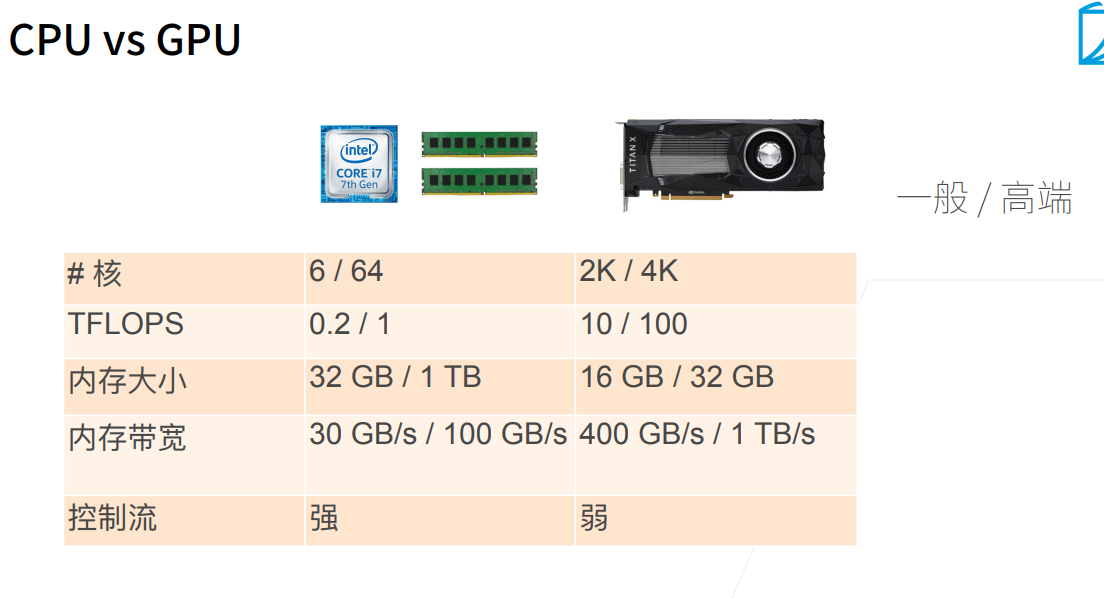 CPU vs GPU
intel
CORE i7
7th Gen
TITAN X
一般 / 高端
# 核 6 / 64 2K / 4K
TFLOPS 0.2 / 1 10 / 100
内存大小 32 GB / 1 TB 16 GB / 32 GB
内存带宽 30 GB/s / 100 GB/s 400 GB/s / 1 TB/s
控制流 强 弱